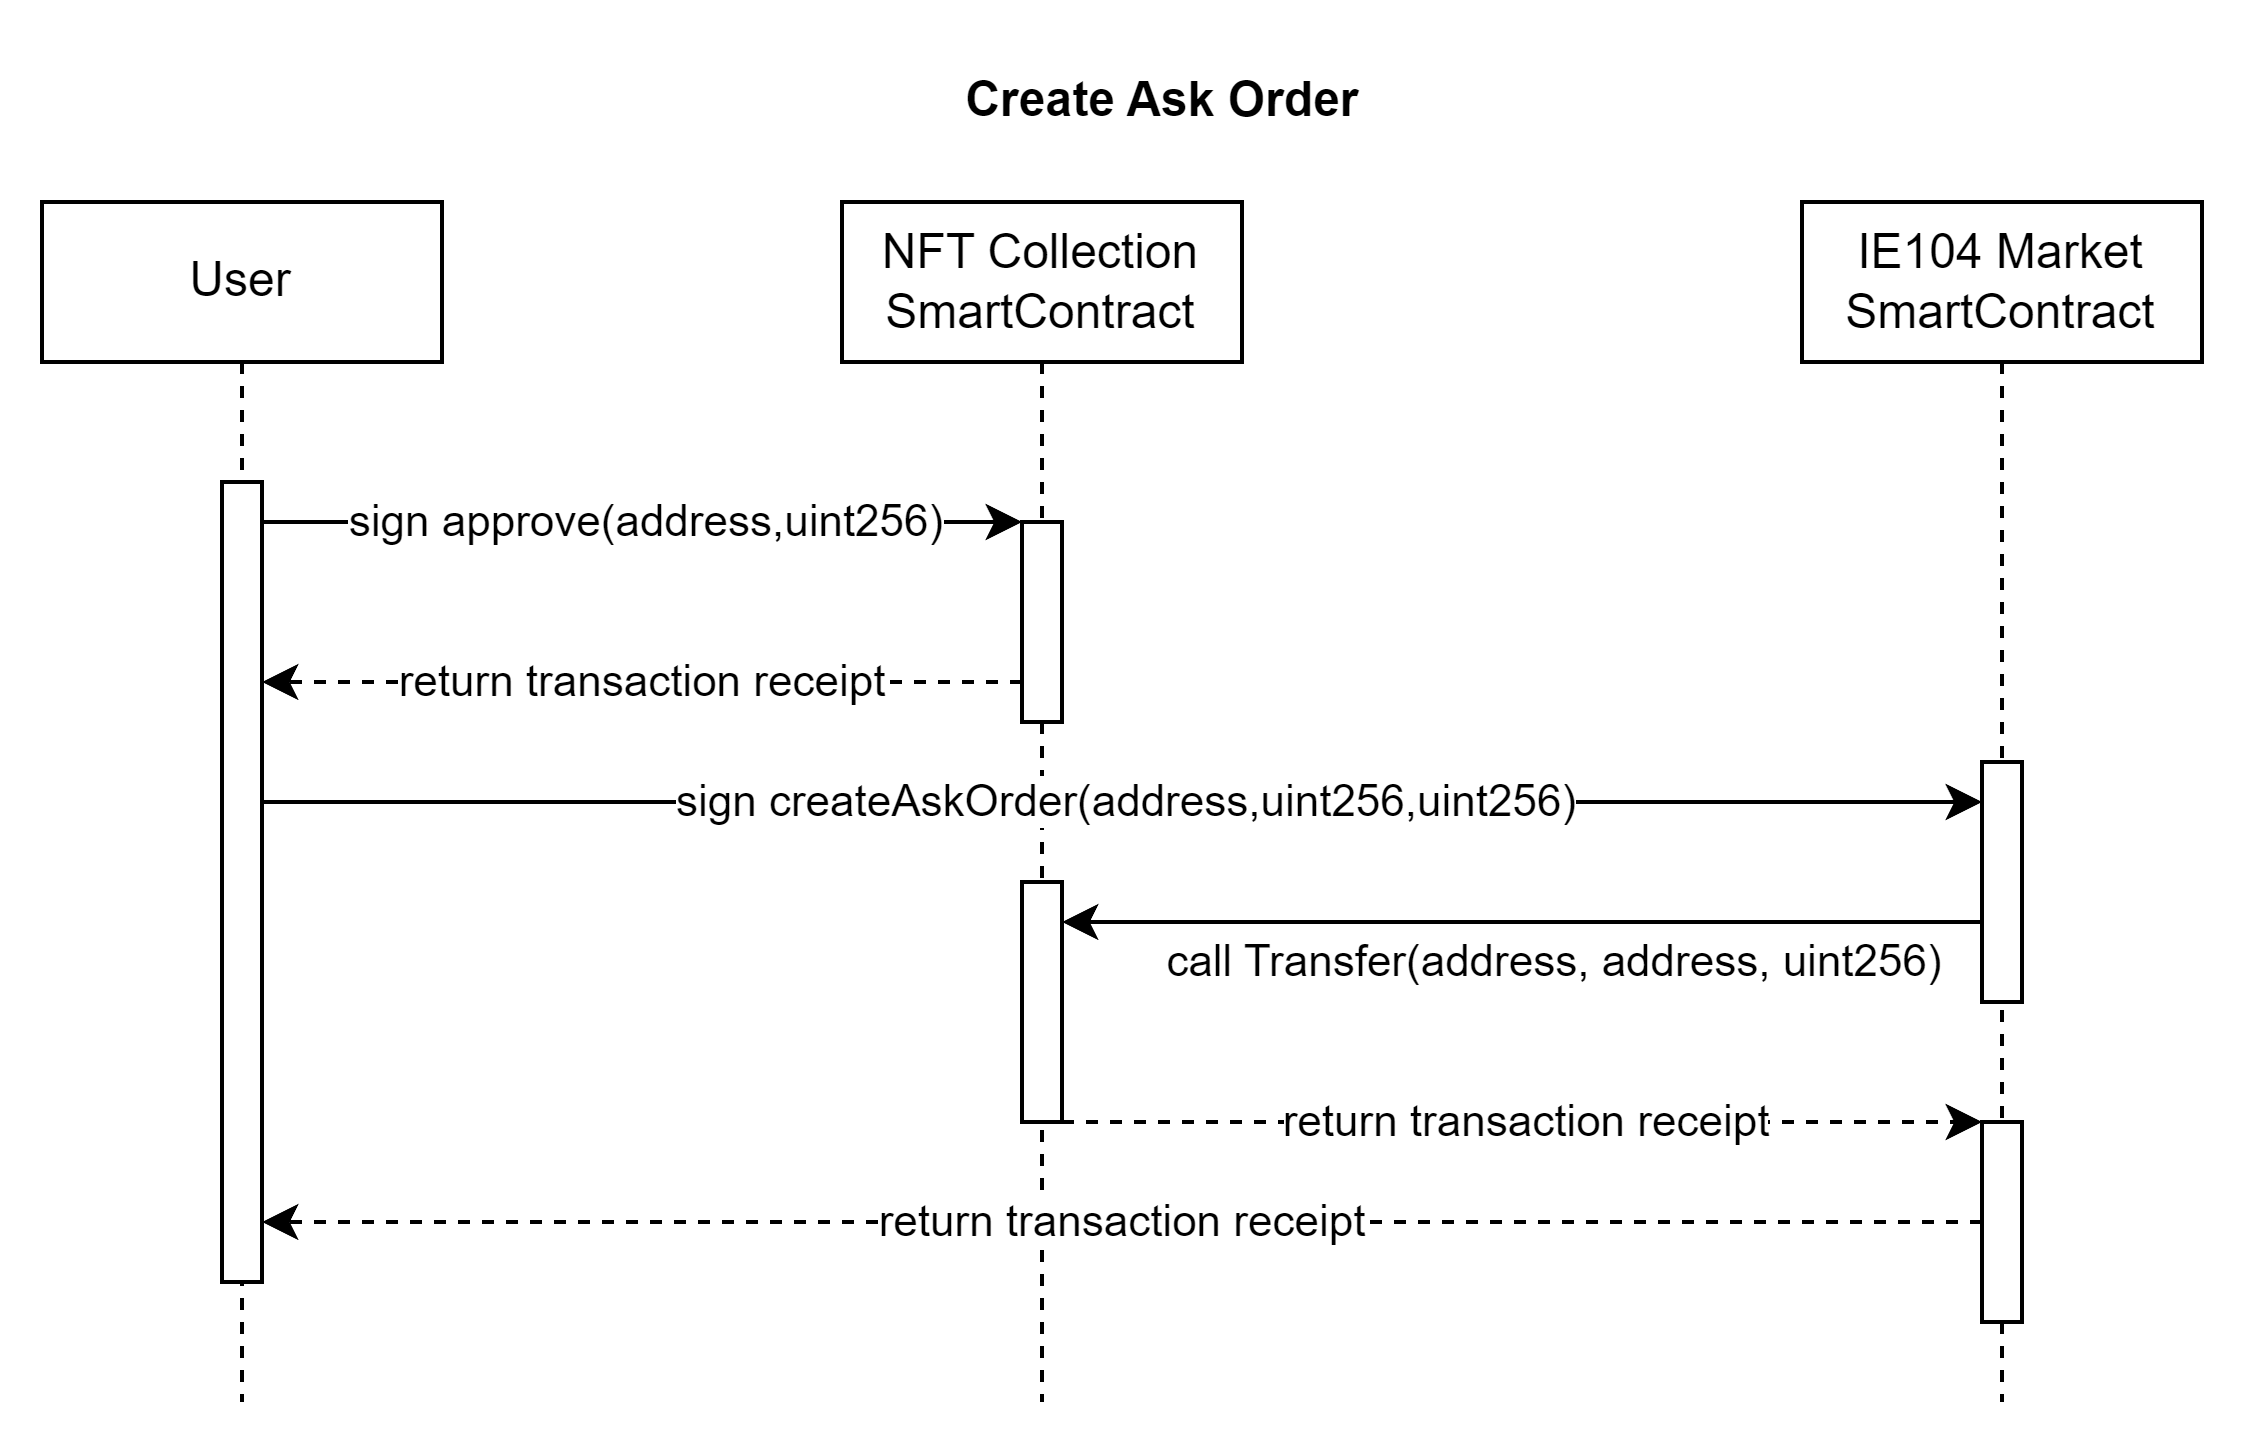 Create Ask Order
User
NFT Collection
SmartContract
IE104 Market
SmartContract
sign approve(address,uint256)
return transaction receipt
sign createAskOrder(address,uint256,uint256)
call Transfer(address, address, uint256)
return transaction receipt
return transaction receipt